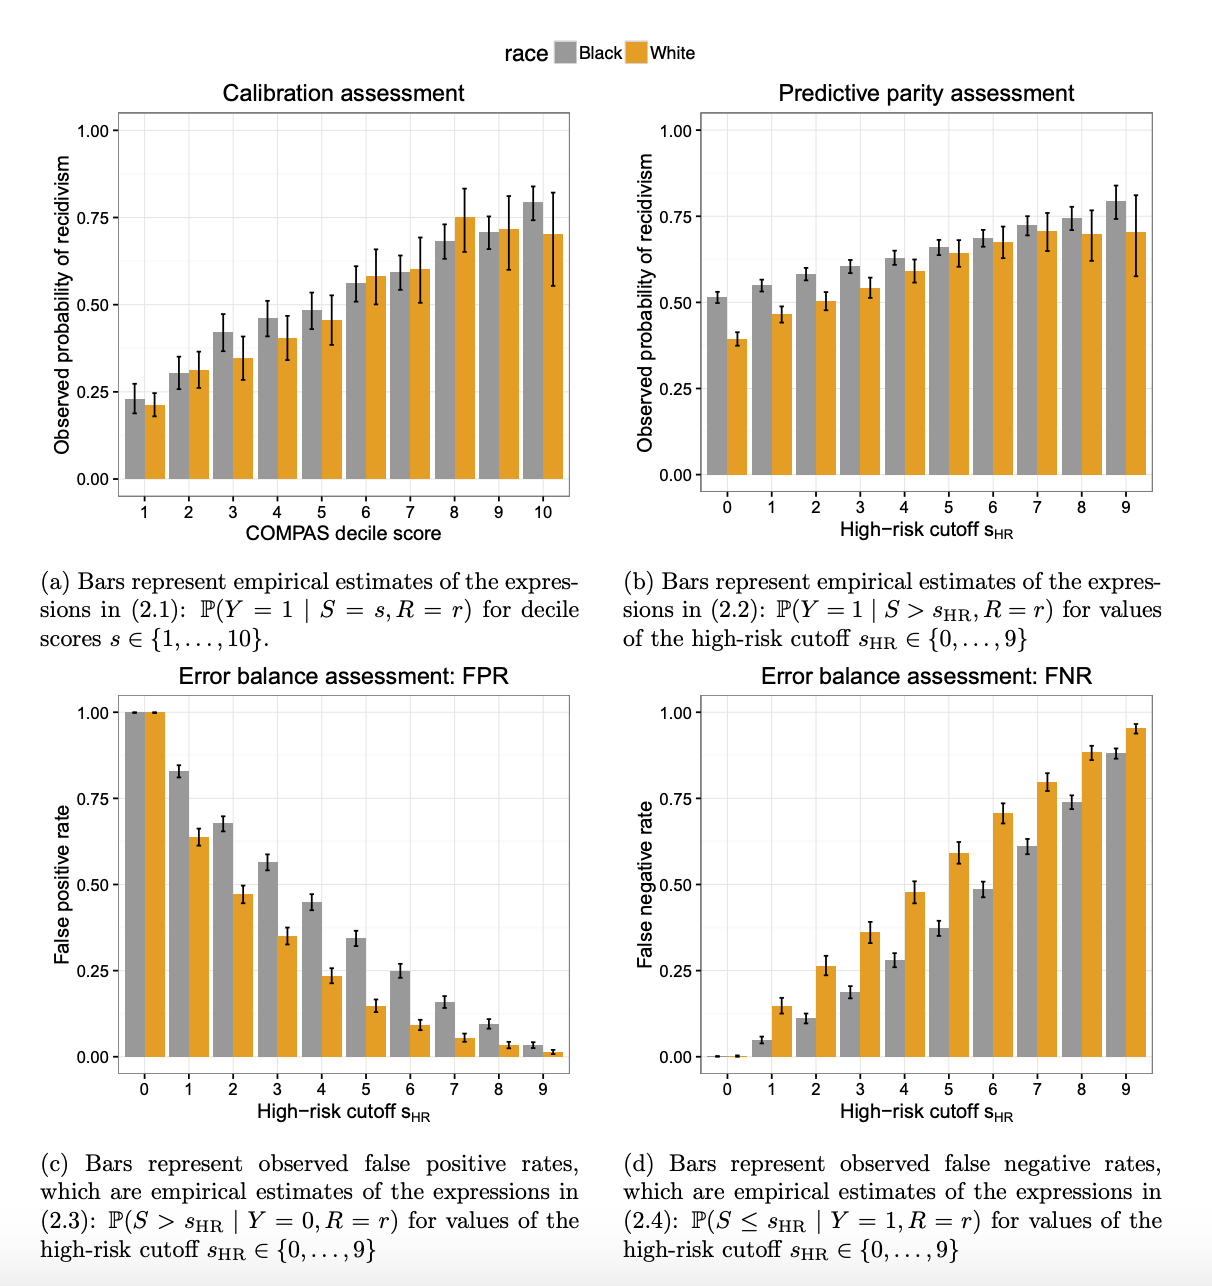 race Black White
Calibration assessment
Observed probability of recidivism
1.00
0.75
0.50
0.25
0.00
1 2 3 4 5 6 7 8 9 10
COMPAS decile score
(a) Bars represent empirical estimates of the expres-
sions in (2.1): ℙ(Y = 1 | S = s, R = r) for decile
scores s ∈ {1, . . . , 10}.
Predictive parity assessment
Observed probability of recidivism
1.00
0.75
0.50
0.25
0.00
0 1 2 3 4 5 6 7 8 9
High−risk cutoff sHR
(b) Bars represent empirical estimates of the expres-
sions in (2.2): ℙ(Y = 1 | S > sHR, R = r) for values
of the high-risk cutoff sHR ∈ {0, . . . , 9}
Error balance assessment: FPR
False positive rate
1.00
0.75
0.50
0.25
0.00
0 1 2 3 4 5 6 7 8 9
High−risk cutoff sHR
(c) Bars represent observed false positive rates,
which are empirical estimates of the expressions in
(2.3): ℙ(S > sHR | Y = 0, R = r) for values of the
high-risk cutoff sHR ∈ {0, . . . , 9}
Error balance assessment: FNR
False negative rate
1.00
0.75
0.50
0.25
0.00
0 1 2 3 4 5 6 7 8 9
High−risk cutoff sHR
(d) Bars represent observed false negative rates,
which are empirical estimates of the expressions in
(2.4): ℙ(S ≤ sHR | Y = 1, R = r) for values of the
high-risk cutoff sHR ∈ {0, . . . , 9}